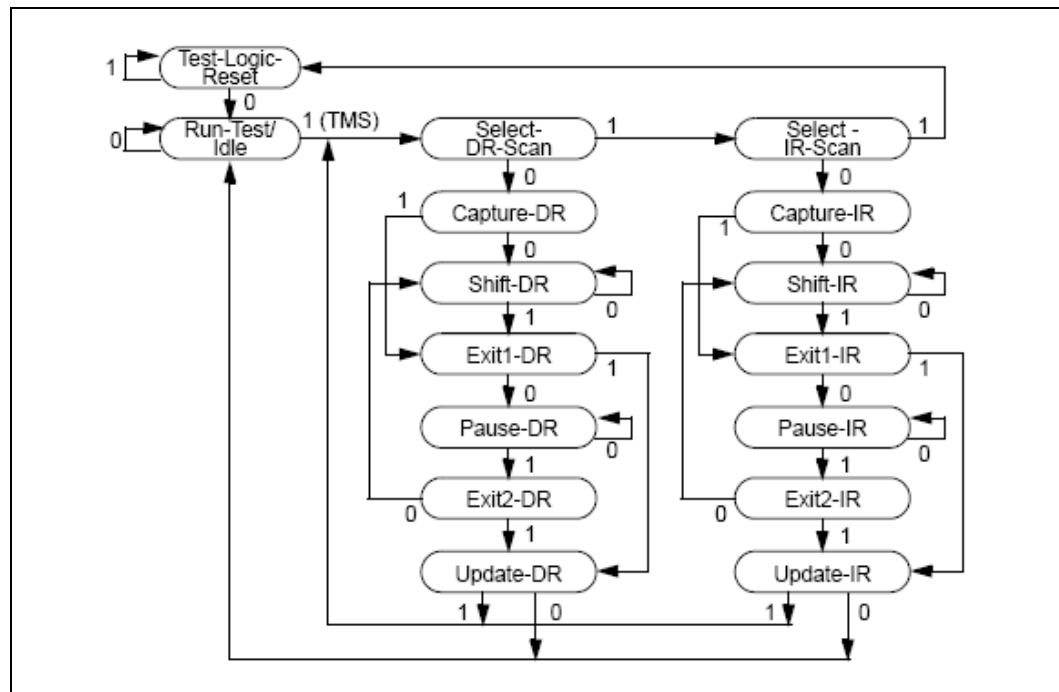 Test-Logic-
Reset
1
0
Run-Test/
Idle
0
1 (TMS)
Select-
DR-Scan
1
Select -
IR-Scan
1
0
0
1
Capture-DR
1
Capture-IR
0
0
Shift-DR
0
Shift-IR
0
1
1
Exit1-DR
1
Exit1-IR
1
0
0
Pause-DR
0
Pause-IR
0
1
1
Exit2-DR
0
Exit2-IR
0
1
1
Update-DR
Update-IR
1
0
1
0